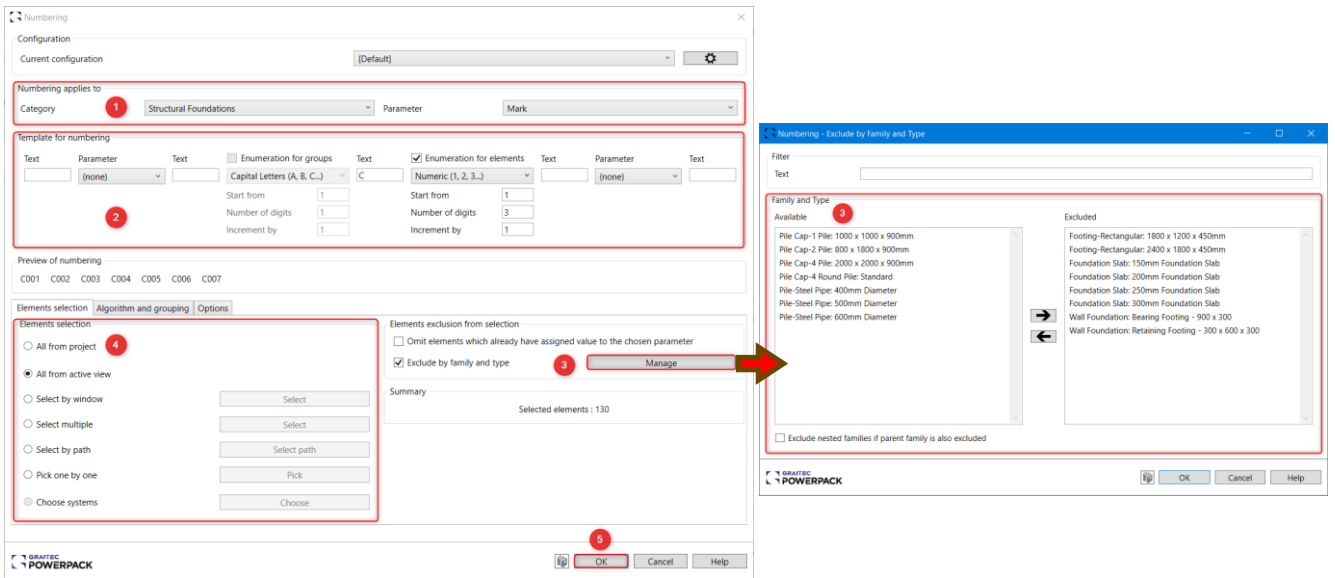 Numbering
Configuration
Current configuration {Default}
Numbering applies to
Category 1 Structural Foundations Parameter Mark
Template for numbering
Text Parameter Text Enumeration for groups Text Enumeration for elements Text Parameter Text
(none) Capital Letters (A, B, C...) C Numeric (1, 2, 3...) (none)
Start from 1 Start from 1
2 Number of digits 1 Number of digits 3
Increment by 1 Increment by 1
Preview of numbering
C001 C002 C003 C004 C005 C006 C007
Elements selection Algorithm and grouping Options
Elements selection
All from project 4
All from active view
Select by window Select
Select multiple Select
Select by path Select path
Pick one by one Pick
Choose systems Choose
Elements exclusion from selection
Omit elements which already have assigned value to the chosen parameter
Exclude by family and type 3 Manage
Summary
Selected elements : 130
5
GRAITEC
POWERPACK
OK Cancel Help
Numbering - Exclude by Family and Type
Filter
Text
Family and Type
3
Available
Pile Cap-1 Pile: 1000 x 1000 x 900mm
Pile Cap-2 Pile: 800 x 1800 x 900mm
Pile Cap-4 Pile: 2000 x 2000 x 900mm
Pile Cap-4 Round Pile: Standard
Pile-Steel Pipe: 400mm Diameter
Pile-Steel Pipe: 500mm Diameter
Pile-Steel Pipe: 600mm Diameter
Excluded
Footing-Rectangular: 1800 x 1200 x 450mm
Footing-Rectangular: 2400 x 1800 x 450mm
Foundation Slab: 150mm Foundation Slab
Foundation Slab: 200mm Foundation Slab
Foundation Slab: 250mm Foundation Slab
Foundation Slab: 300mm Foundation Slab
Wall Foundation: Bearing Footing - 900 x 300
Wall Foundation: Retaining Footing - 300 x 600 x 300
Exclude nested families if parent family is also excluded
GRAITEC
POWERPACK
OK Cancel Help